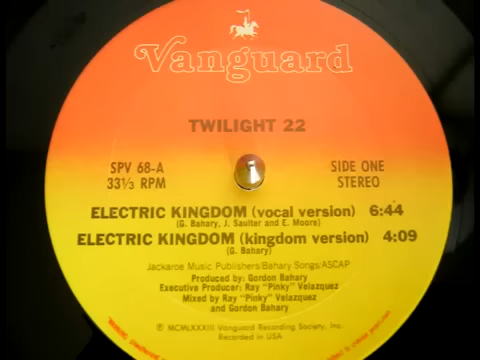 Vanguard
TWILIGHT 22
SPV 68-A
33⅓ RPM
SIDE ONE
STEREO
ELECTRIC KINGDOM (vocal version) 6:44
(G. Bahary, J. Saulter and E. Moore)
ELECTRIC KINGDOM (kingdom version) 4:09
(G. Bahary)
Jackaroe Music Publishers/Bahary Songs/ASCAP
Produced by: Gordon Bahary
Executive Producer: Ray "Pinky" Velazquez
Mixed by Ray "Pinky" Velazquez
and Gordon Bahary
℗ MCMLXXXIII Vanguard Recording Society, Inc.
Recorded in USA